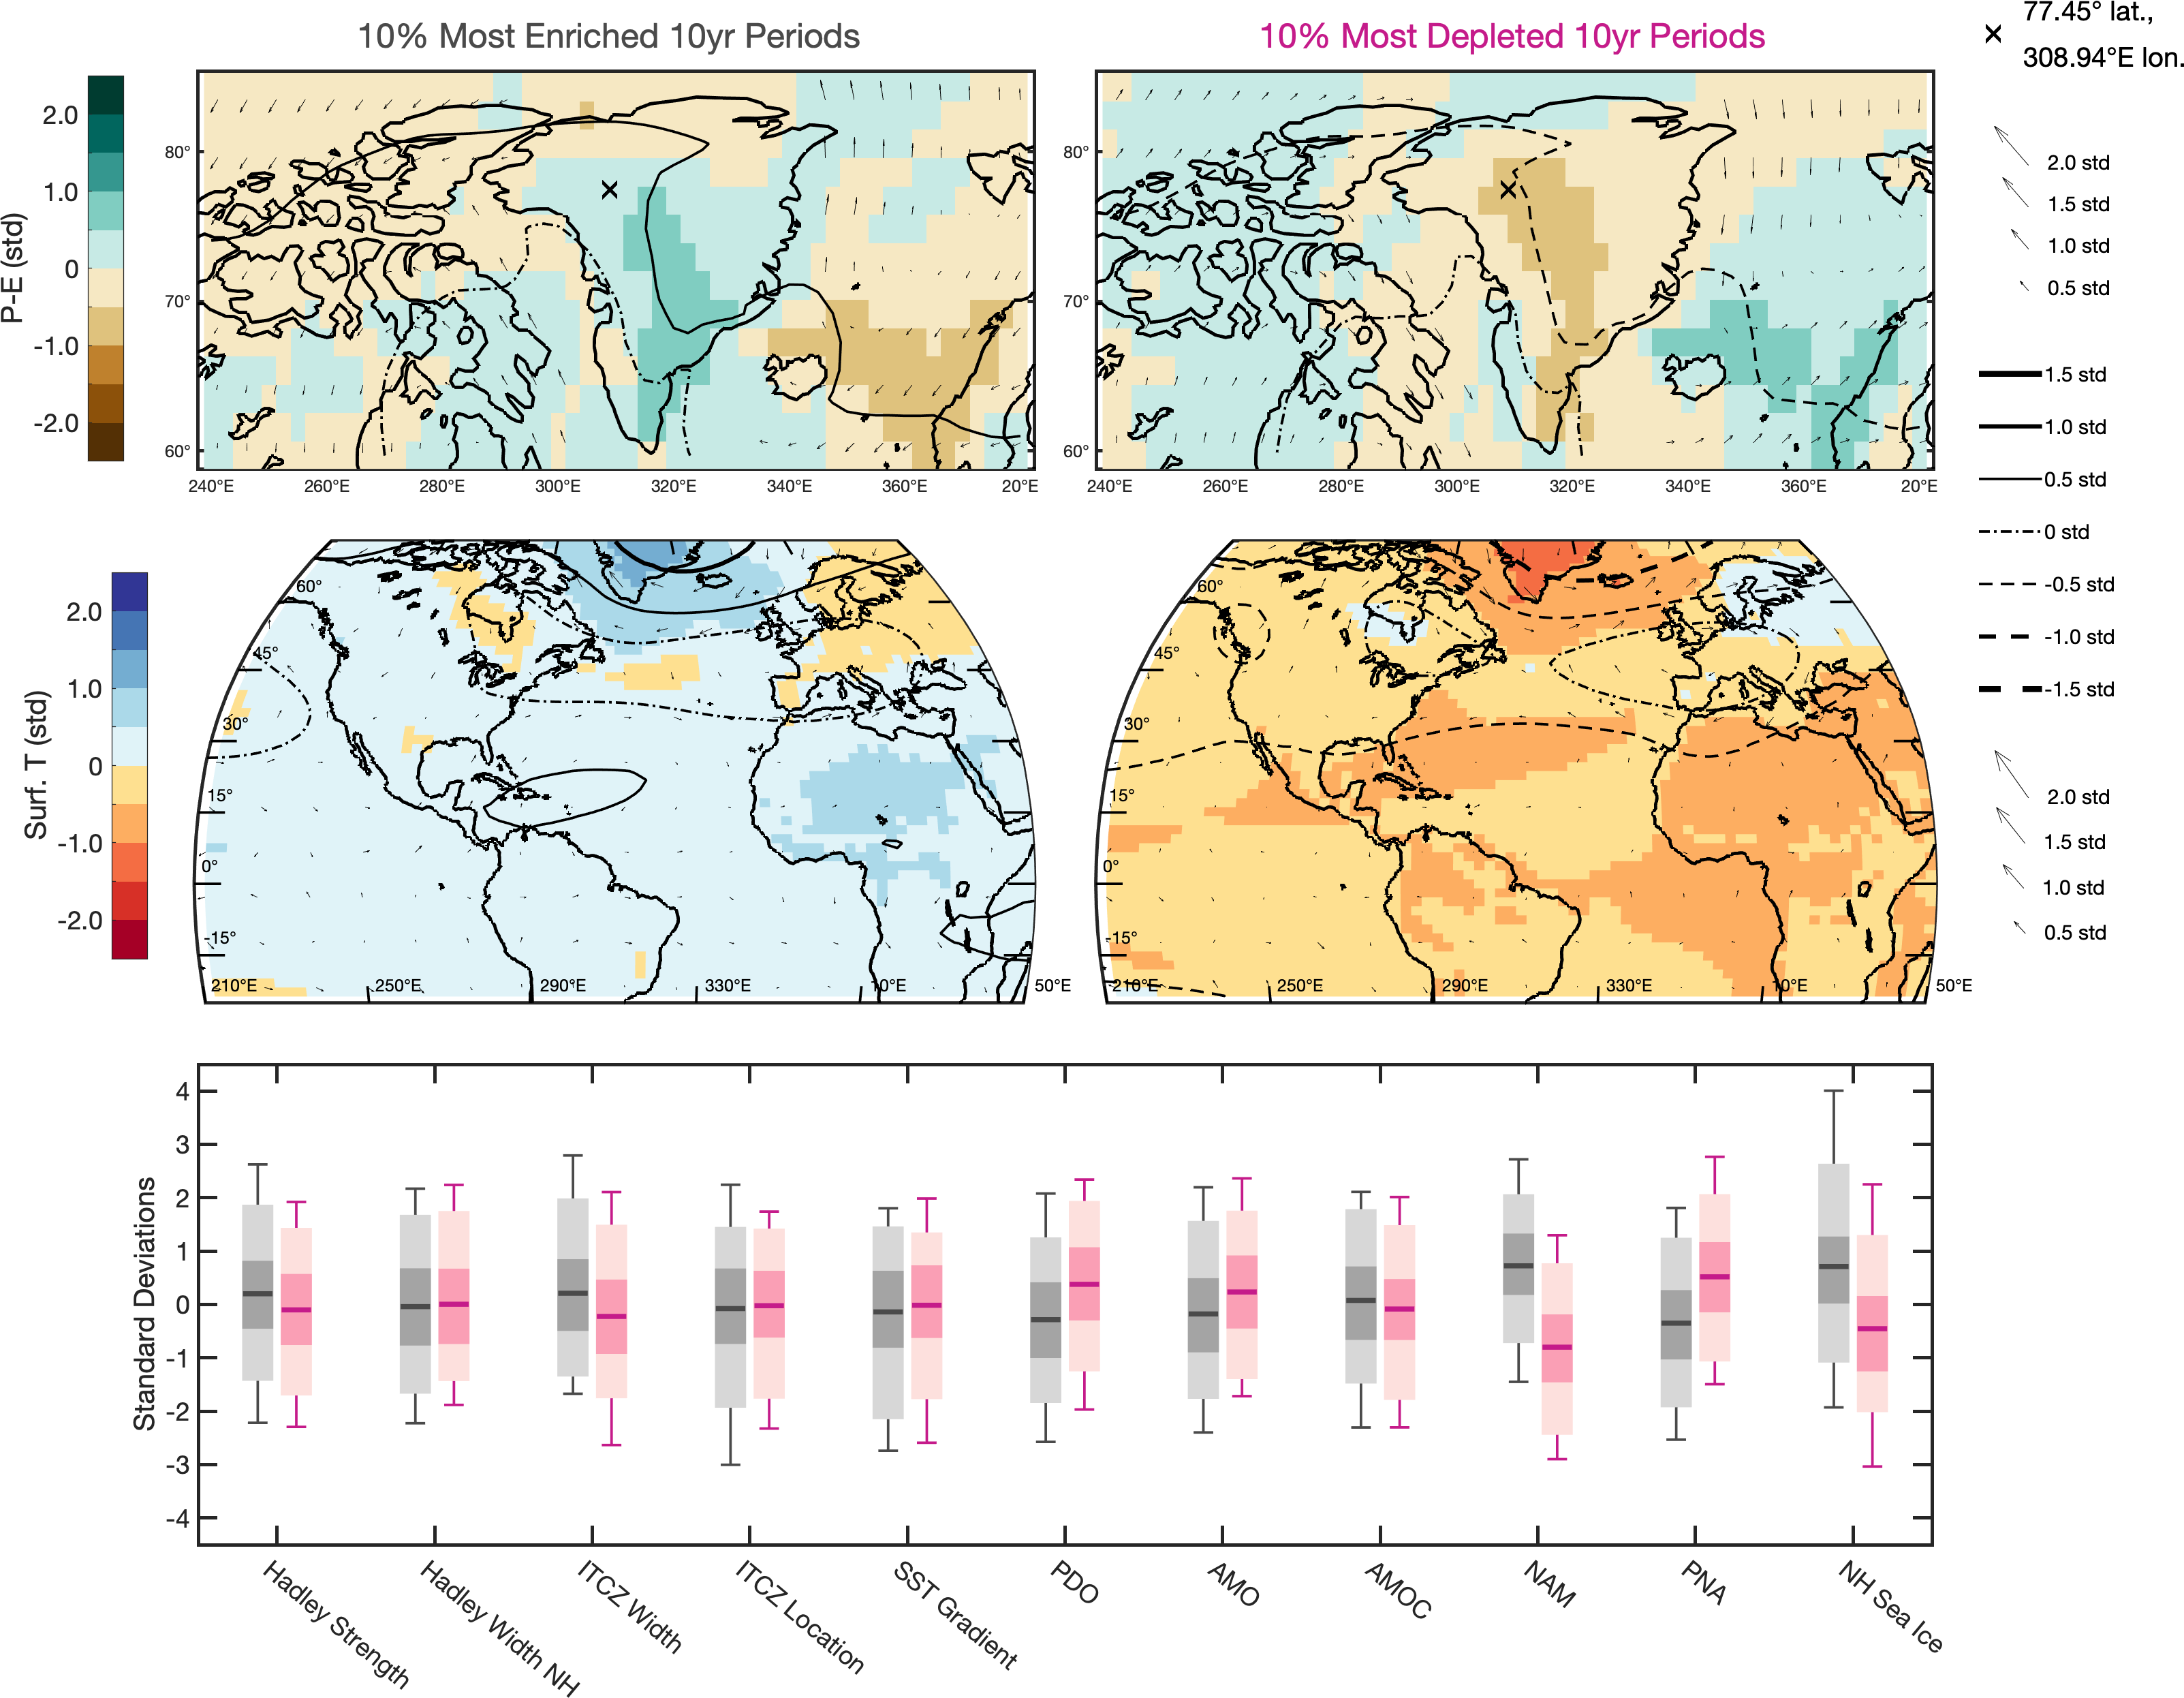 10% Most Enriched 10yr Periods
10% Most Depleted 10yr Periods
77.45° lat.,
308.94°E lon.
P-E (std)
2.0
1.0
0
-1.0
-2.0
80°
70°
60°
240°E
260°E
280°E
300°E
320°E
340°E
360°E
20°E
80°
70°
60°
240°E
260°E
280°E
300°E
320°E
340°E
360°E
20°E
2.0 std
1.5 std
1.0 std
0.5 std
1.5 std
1.0 std
0.5 std
0 std
-0.5 std
-1.0 std
-1.5 std
Surf. T (std)
2.0
1.0
0
-1.0
-2.0
60°
45°
30°
15°
0°
-15°
210°E
250°E
290°E
330°E
10°E
50°E
60°
45°
30°
15°
0°
-15°
210°E
250°E
290°E
330°E
10°E
50°E
2.0 std
1.5 std
1.0 std
0.5 std
Standard Deviations
4
3
2
1
0
-1
-2
-3
-4
Hadley Strength
Hadley Width NH
ITCZ Width
ITCZ Location
SST Gradient
PDO
AMO
AMOC
NAM
PNA
NH Sea Ice